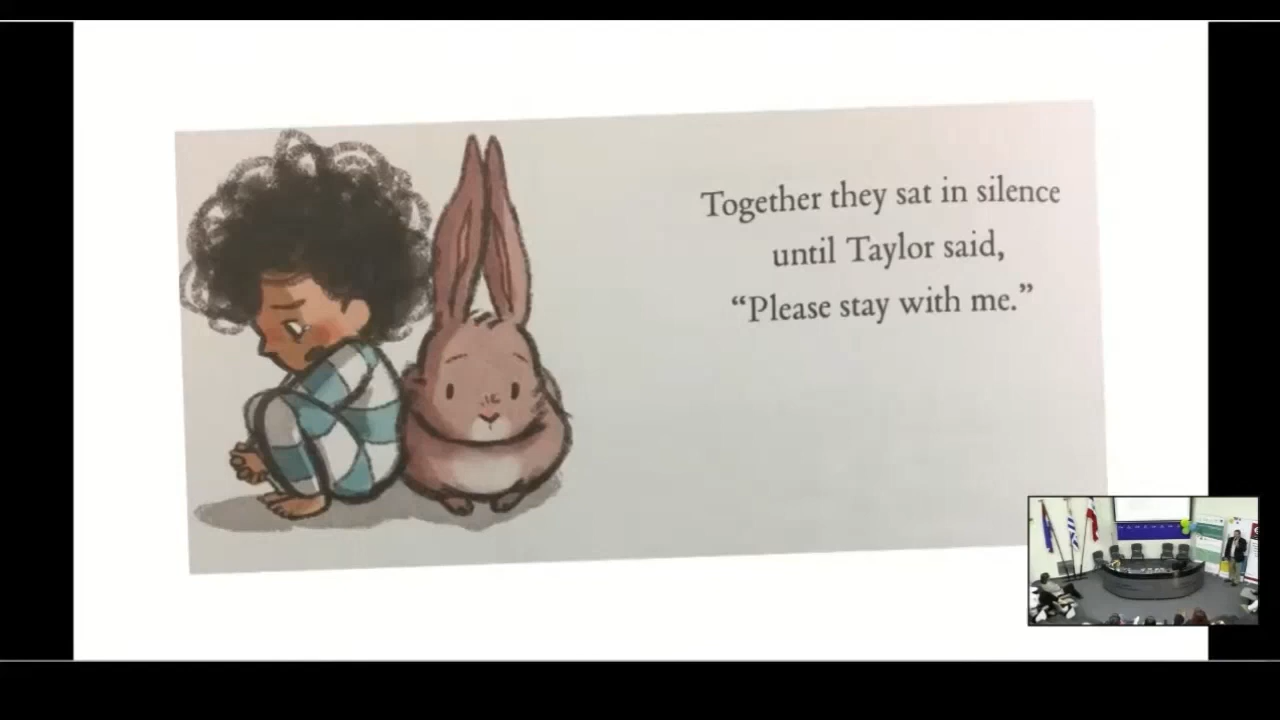 Together they sat in silence
until Taylor said,
“Please stay with me.”